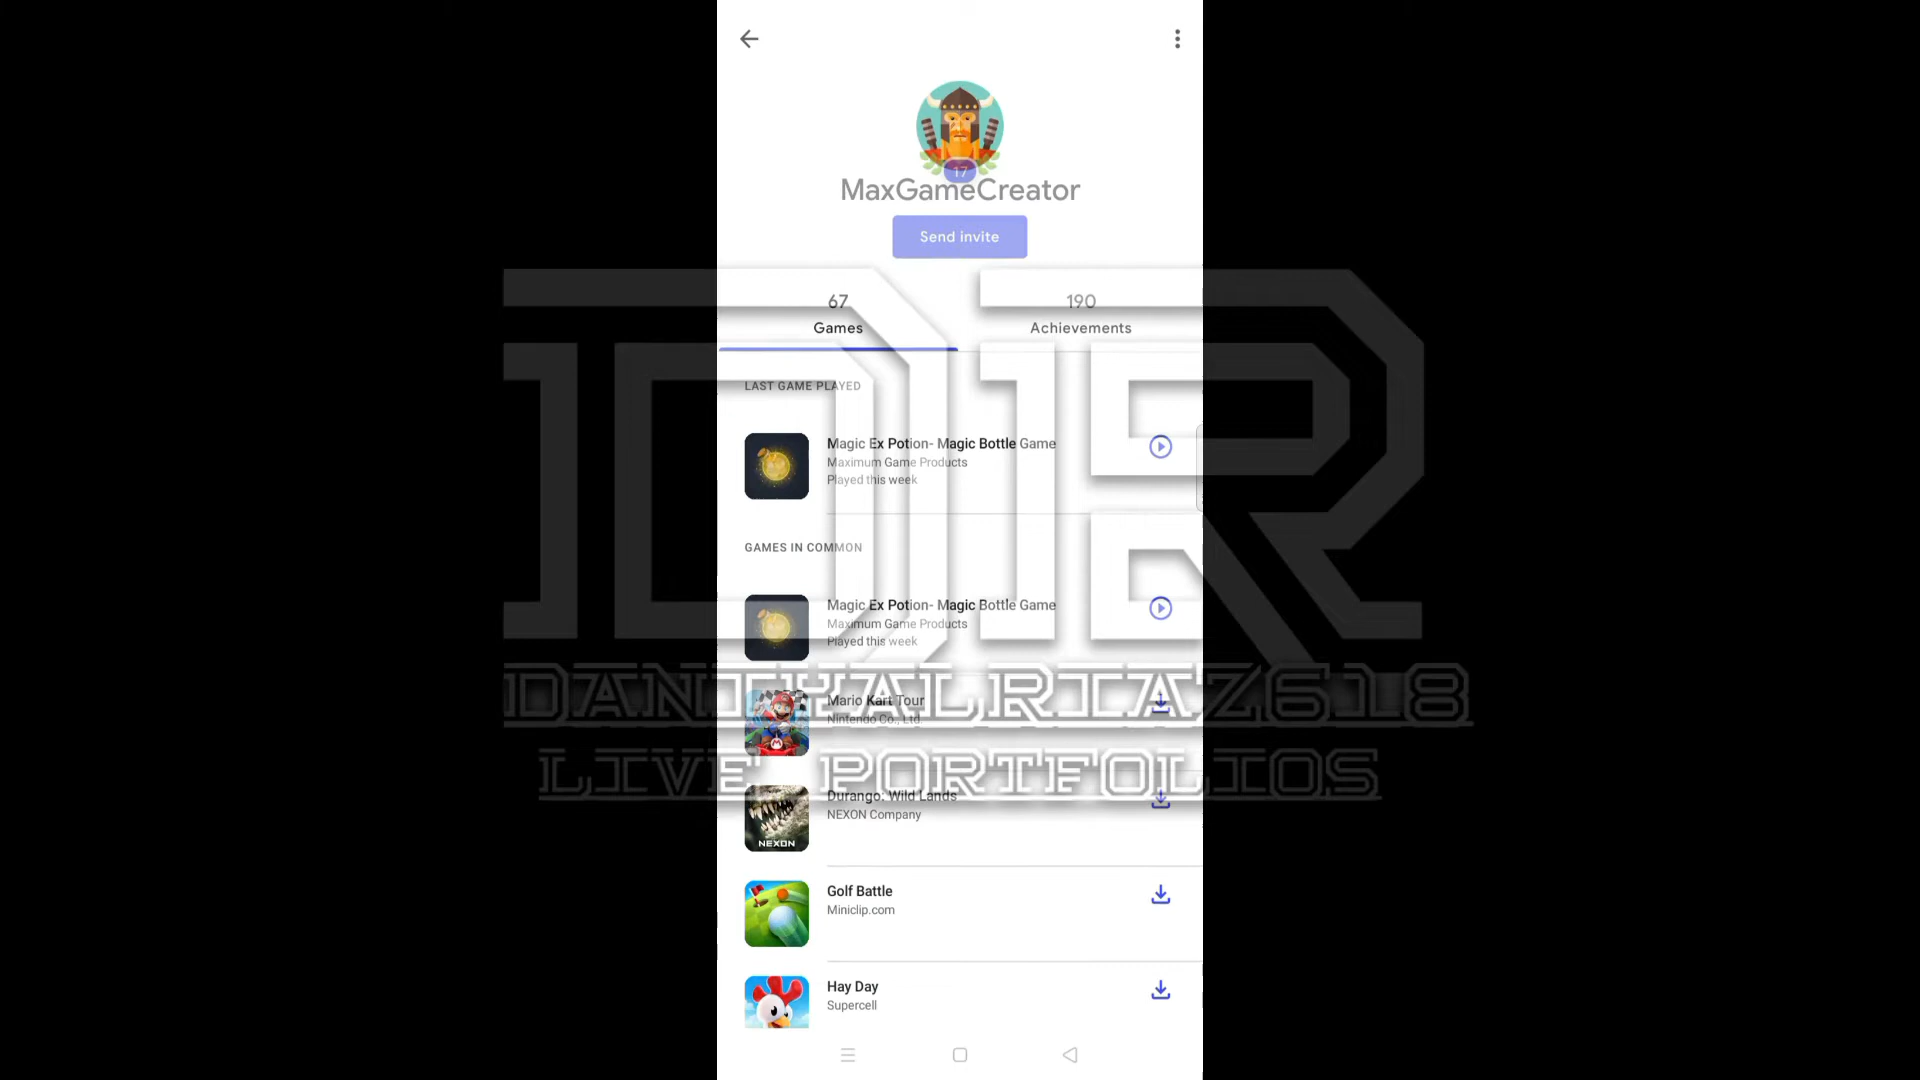 17
MaxGameCreator
Send invite
67
Games
190
Achievements
LAST GAME PLAYED
Magic Ex Potion- Magic Bottle Game
Maximum Game Products
Played this week
GAMES IN COMMON
Magic Ex Potion- Magic Bottle Game
Maximum Game Products
Played this week
Mario Kart Tour
Nintendo Co., Ltd.
Durango: Wild Lands
NEXON Company
NEXON
Golf Battle
Miniclip.com
Hay Day
Supercell
DR
DANIYALRIAZ618
LIVE PORTFOLIOS